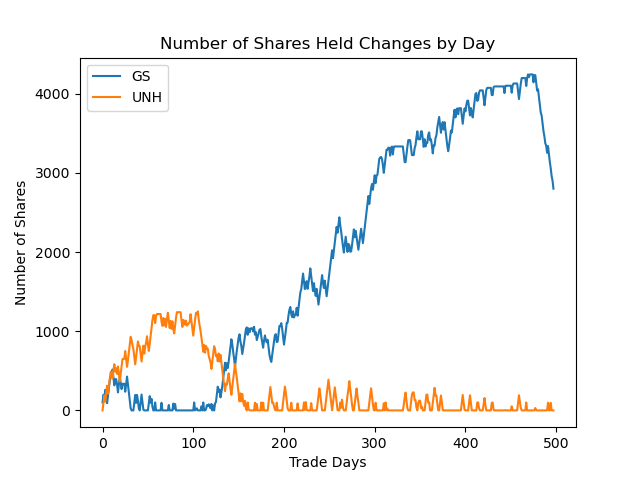 Number of Shares Held Changes by Day
GS
UNH
4000
3000
2000
1000
0
Number of Shares
0 100 200 300 400 500
Trade Days